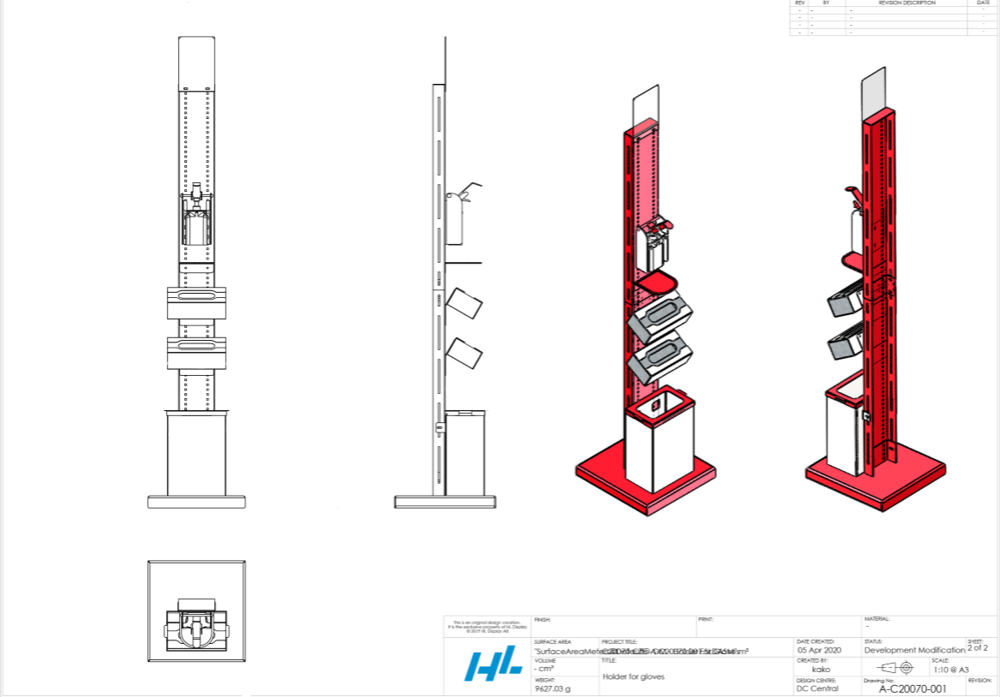 REV BY REVISION DESCRIPTION DATE
- - - -
- - - -
- - - -
- - - -
This is an original design creation.
It is the exclusive property of HL Display
© 2019 HL Display AB
HL
FINISH:
PRINT:
MATERIAL:
-
SURFACE AREA
PROJECT TITLE:
DATE CREATED:
05 Apr 2020
STATUS:
Development Modification
SHEET:
2 of 2
VOLUME
- cm³
TITLE:
Holder for gloves
CREATED BY:
kako
SCALE:
1:10 @ A3
WEIGHT:
9627.03 g
DESIGN CENTRE:
DC Central
Drawing No:
A-C20070-001
REVISION: